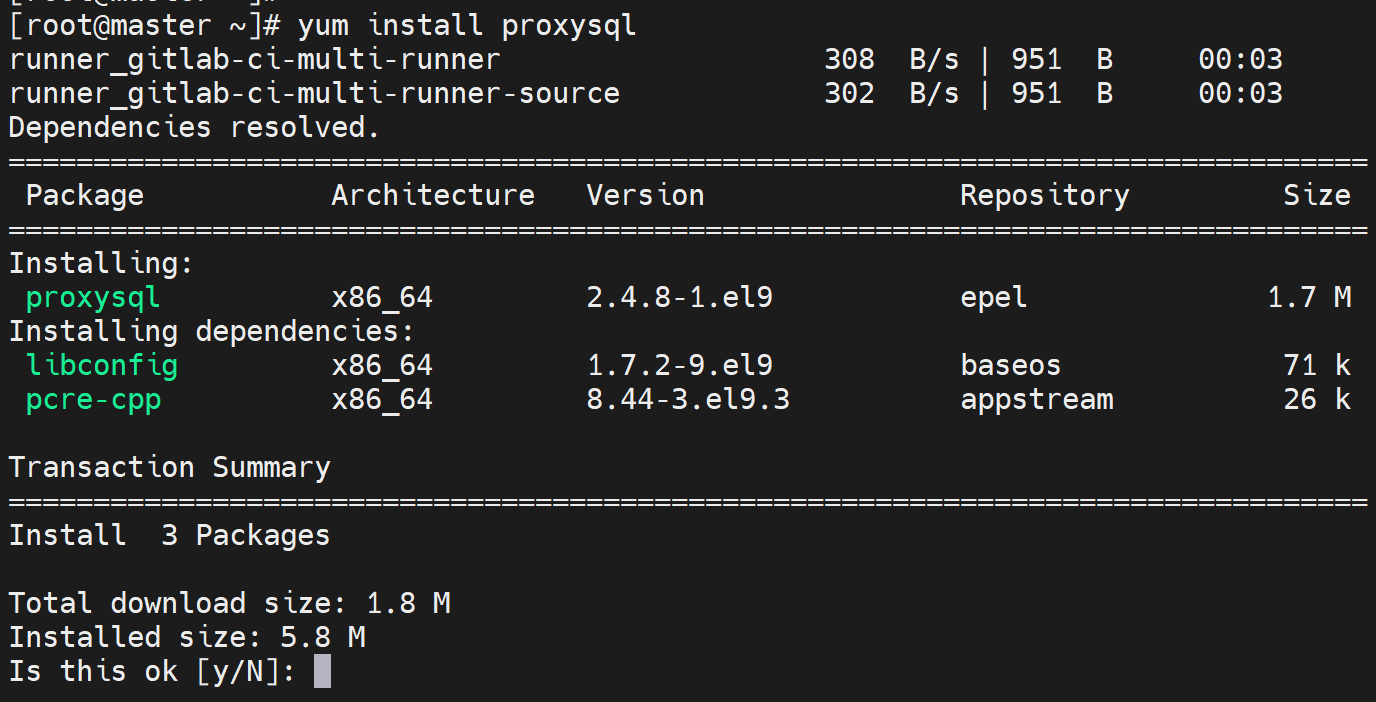 [root@master ~]#
[root@master ~]# yum install proxysql
runner_gitlab-ci-multi-runner 308 B/s | 951 B 00:03
runner_gitlab-ci-multi-runner-source 302 B/s | 951 B 00:03
Dependencies resolved.
================================================================================
Package Architecture Version Repository Size
================================================================================
Installing:
proxysql x86_64 2.4.8-1.el9 epel 1.7 M
Installing dependencies:
libconfig x86_64 1.7.2-9.el9 baseos 71 k
pcre-cpp x86_64 8.44-3.el9.3 appstream 26 k
Transaction Summary
================================================================================
Install 3 Packages
Total download size: 1.8 M
Installed size: 5.8 M
Is this ok [y/N]: